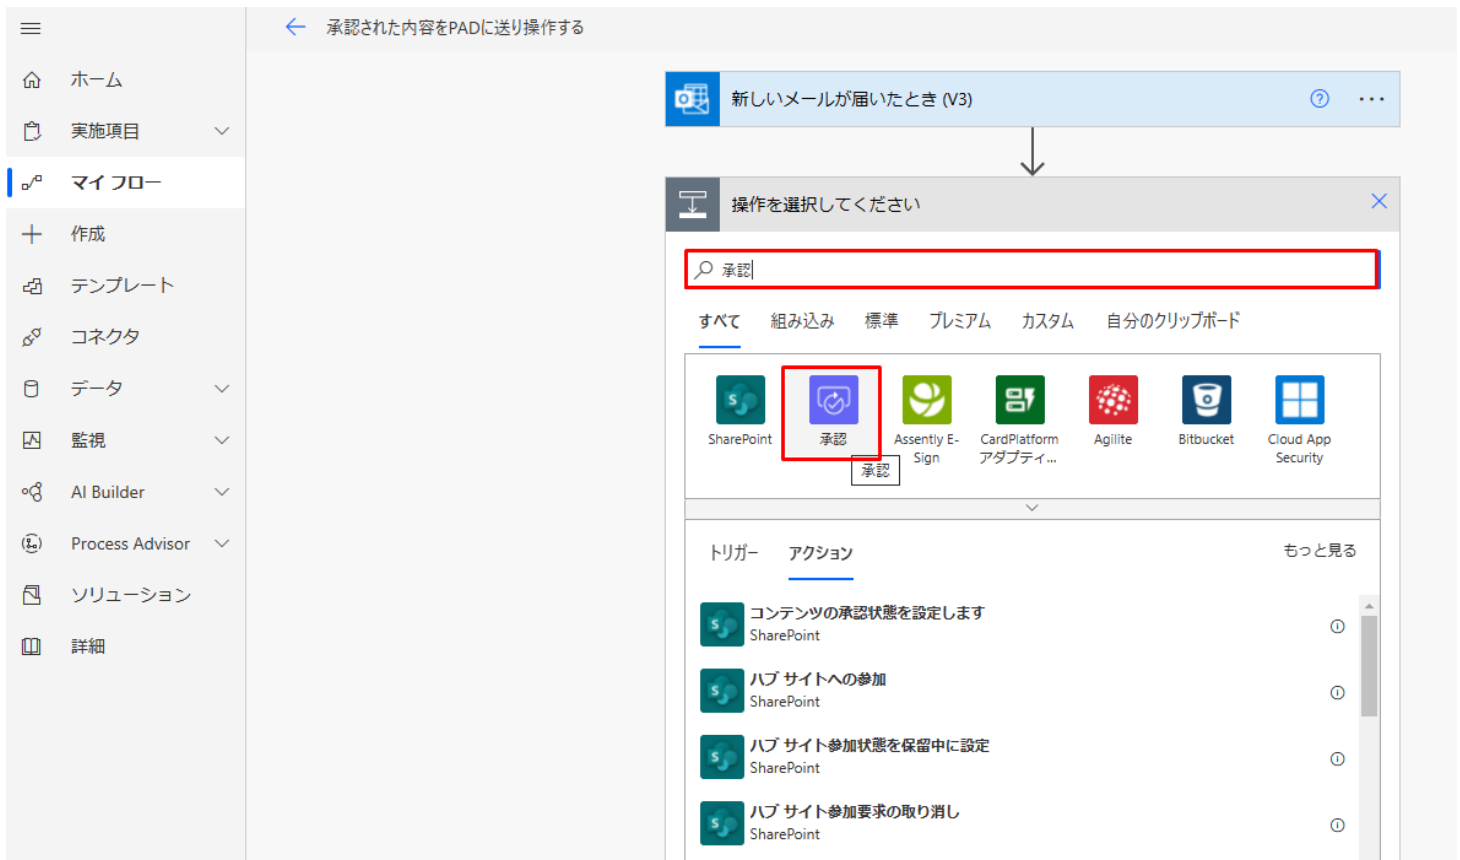 承認された内容をPADに送り操作する
ホーム
実施項目
マイ フロー
作成
テンプレート
コネクタ
データ
監視
AI Builder
Process Advisor
ソリューション
詳細
新しいメールが届いたとき (V3)
操作を選択してください
承認
すべて 組み込み 標準 プレミアム カスタム 自分のクリップボード
SharePoint
承認
Assently E-
Sign
CardPlatform
アダプティ...
Agilite
Bitbucket
Cloud App
Security
承認
トリガー アクション もっと見る
コンテンツの承認状態を設定します
SharePoint
ハブ サイトへの参加
SharePoint
ハブ サイト参加状態を保留中に設定
SharePoint
ハブ サイト参加要求の取り消し
SharePoint